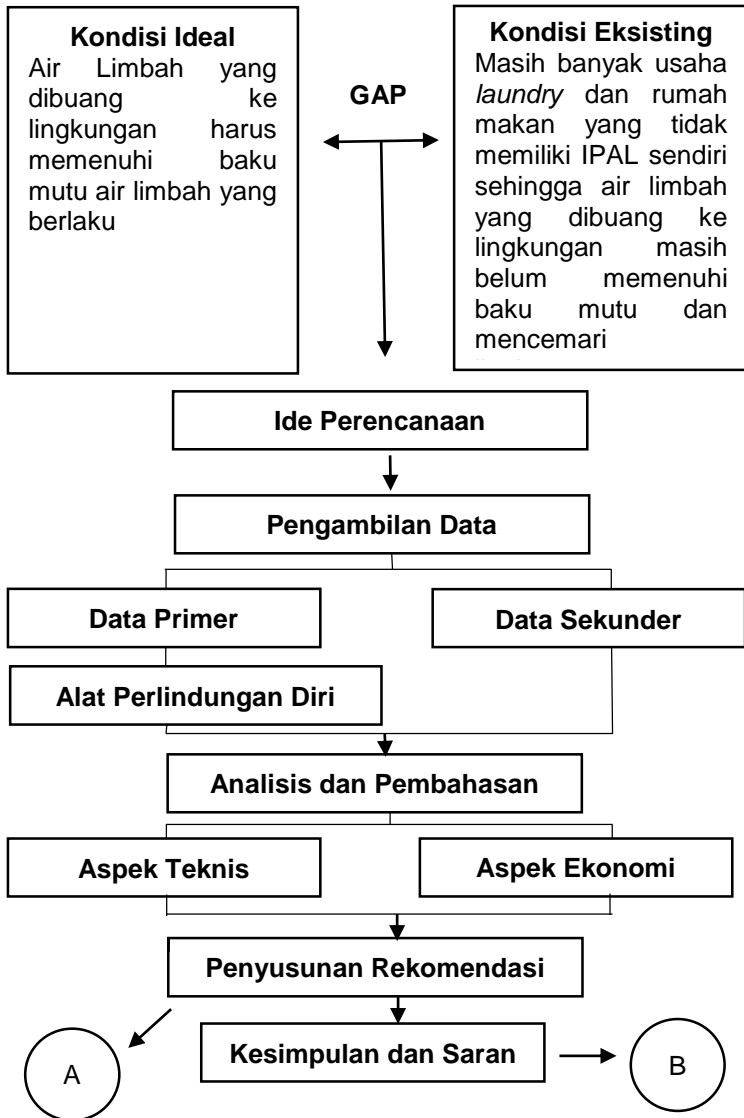 Kondisi Ideal
Air Limbah yang
dibuang ke
lingkungan harus
memenuhi baku
mutu air limbah yang
berlaku
GAP
Kondisi Eksisting
Masih banyak usaha
laundry dan rumah
makan yang tidak
memiliki IPAL sendiri
sehingga air limbah
yang dibuang ke
lingkungan masih
belum memenuhi
baku mutu dan
mencemari
Ide Perencanaan
Pengambilan Data
Data Primer
Data Sekunder
Alat Perlindungan Diri
Analisis dan Pembahasan
Aspek Teknis
Aspek Ekonomi
Penyusunan Rekomendasi
Kesimpulan dan Saran
A
B